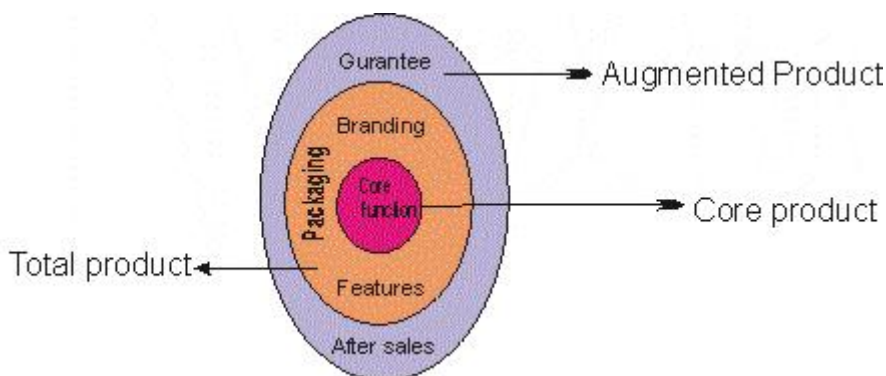 Gurantee
Augmented Product
Branding
Packaging
Core
function
Core product
Total product
Features
After sales